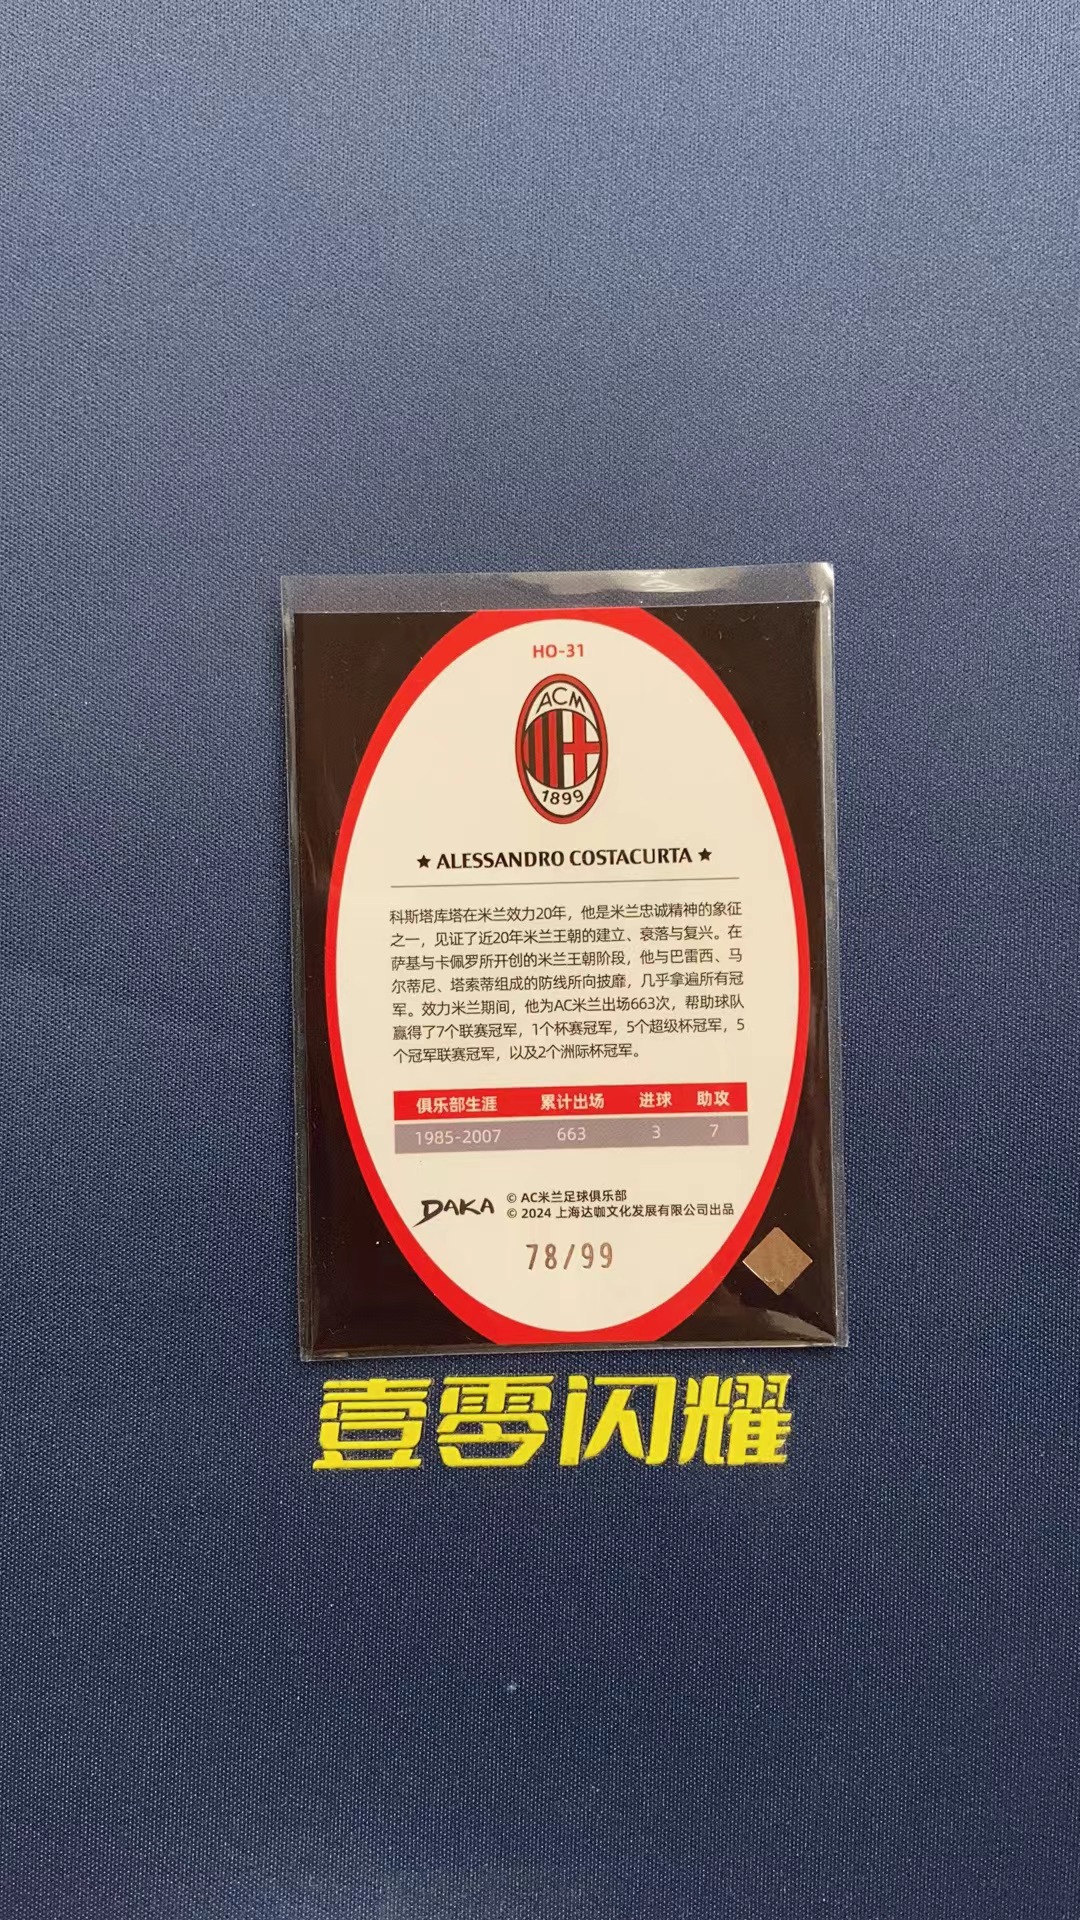 HO-31
ACM
1899
★ ALESSANDRO COSTACURTA ★
科斯塔库塔在米兰效力20年，他是米兰忠诚精神的象征
之一，见证了近20年米兰王朝的建立、衰落与复兴。在
萨基与卡佩罗所开创的米兰王朝阶段，他与巴雷西、马
尔蒂尼、塔索蒂组成的防线所向披靡，几乎拿遍所有冠
军。效力米兰期间，他为AC米兰出场663次，帮助球队
赢得了7个联赛冠军，1个杯赛冠军，5个超级杯冠军，5
个冠军联赛冠军，以及2个洲际杯冠军。
俱乐部生涯 累计出场 进球 助攻
1985-2007 663 3 7
DAKA
© AC米兰足球俱乐部
© 2024 上海达咖文化发展有限公司出品
78/99
壹零闪耀